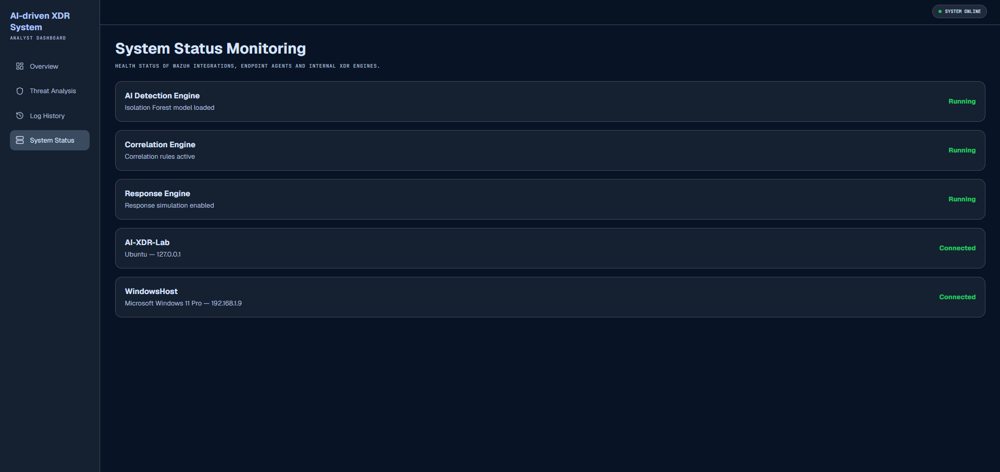 AI-driven XDR
System
ANALYST DASHBOARD
Overview
Threat Analysis
Log History
System Status
SYSTEM ONLINE
System Status Monitoring
HEALTH STATUS OF WAZUH INTEGRATIONS, ENDPOINT AGENTS AND INTERNAL XDR ENGINES.
AI Detection Engine
Isolation Forest model loaded
Running
Correlation Engine
Correlation rules active
Running
Response Engine
Response simulation enabled
Running
AI-XDR-Lab
Ubuntu — 127.0.0.1
Connected
WindowsHost
Microsoft Windows 11 Pro — 192.168.1.9
Connected